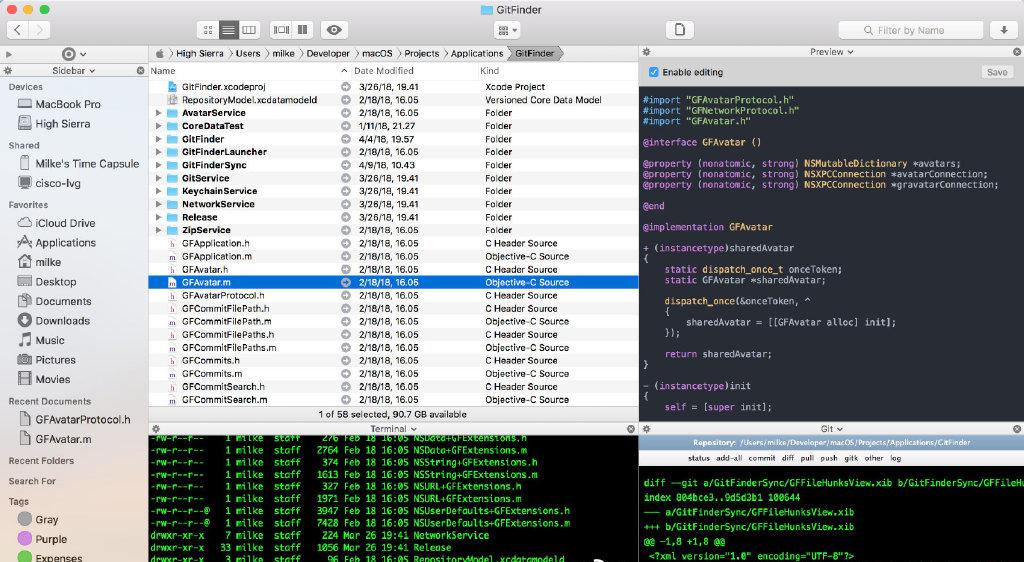 GitFinder
Filter by Name
High Sierra Users milke Developer macOS Projects Applications GitFinder
Sidebar
Devices
MacBook Pro
High Sierra
Shared
Milke's Time Capsule
cisco-lvg
Favorites
iCloud Drive
Applications
milke
Desktop
Documents
Downloads
Music
Pictures
Movies
Recent Documents
GFAvatarProtocol.h
GFAvatar.m
Recent Folders
Search For
Tags
Gray
Purple
Expenses
Name Date Modified Kind
GitFinder.xcodeproj 3/26/18, 19.41 Xcode Project
RepositoryModel.xcdatamodeld 2/18/18, 16.05 Versioned Core Data Model
AvatarService 2/18/18, 16.05 Folder
CoreDataTest 1/11/18, 21.27 Folder
GitFinder 4/4/18, 19.57 Folder
GitFinderLauncher 2/18/18, 16.05 Folder
GitFinderSync 4/9/18, 10.43 Folder
GitService 3/26/18, 19.41 Folder
KeychainService 3/26/18, 19.41 Folder
NetworkService 3/26/18, 19.41 Folder
Release 3/26/18, 19.41 Folder
ZipService 2/18/18, 16.05 Folder
GFApplication.h 2/18/18, 16.05 C Header Source
GFApplication.m 2/18/18, 16.05 Objective-C Source
GFAvatar.h 2/18/18, 16.05 C Header Source
GFAvatar.m 2/18/18, 16.05 Objective-C Source
GFAvatarProtocol.h 2/18/18, 16.05 C Header Source
GFCommitFilePath.h 2/18/18, 16.05 C Header Source
GFCommitFilePath.m 2/18/18, 16.05 Objective-C Source
GFCommitFilePaths.h 2/18/18, 16.05 C Header Source
GFCommitFilePaths.m 2/18/18, 16.05 Objective-C Source
GFCommits.h 2/18/18, 16.05 C Header Source
GFCommits.m 2/18/18, 16.05 Objective-C Source
GFCommitSearch.h 2/18/18, 16.05 C Header Source
GFCommitSearch.m 2/18/18, 16.05 Objective-C Source
1 of 58 selected, 90.7 GB available
Preview
Enable editing Save
#import "GFAvatarProtocol.h"
#import "GFNetworkProtocol.h"
#import "GFAvatar.h"
@interface GFAvatar ()
@property (nonatomic, strong) NSMutableDictionary *avatars;
@property (nonatomic, strong) NSXPCConnection *avatarConnection;
@property (nonatomic, strong) NSXPCConnection *gravatarConnection;
@end
@implementation GFAvatar
+ (instancetype)sharedAvatar
{
static dispatch_once_t onceToken;
static GFAvatar *sharedAvatar;
dispatch_once(&onceToken, ^
{
sharedAvatar = [[GFAvatar alloc] init];
});
return sharedAvatar;
}
- (instancetype)init
{
self = [super init];
Terminal
-rw-r--r-- 1 milke staff 276 Feb 18 16:05 NSData+GFExtensions.h
-rw-r--r-- 1 milke staff 2764 Feb 18 16:05 NSData+GFExtensions.m
-rw-r--r-- 1 milke staff 374 Feb 18 16:05 NSString+GFExtensions.h
-rw-r--r-- 1 milke staff 1613 Feb 18 16:05 NSString+GFExtensions.m
-rw-r--r-- 1 milke staff 327 Feb 18 16:05 NSURL+GFExtensions.h
-rw-r--r-- 1 milke staff 1971 Feb 18 16:05 NSURL+GFExtensions.m
-rw-r--r--@ 1 milke staff 3947 Feb 18 16:05 NSUserDefaults+GFExtensions.h
-rw-r--r--@ 1 milke staff 7428 Feb 18 16:05 NSUserDefaults+GFExtensions.m
drwxr-xr-x 7 milke staff 224 Mar 26 19:41 NetworkService
drwxr-xr-x 33 milke staff 1056 Mar 26 19:41 Release
drwxr-xr-x 3 milke staff 96 Feb 18 16:05 RepositoryModel.xcdatamodeld
Git
Repository: /Users/milke/Developer/macOS/Projects/Applications/GitFinder
status add-all commit diff pull push gitk other log
diff --git a/GitFinderSync/GFFileHunksView.xib b/GitFinderSync/GFFileHu
index 804bce3..9d5d3b1 100644
--- a/GitFinderSync/GFFileHunksView.xib
+++ b/GitFinderSync/GFFileHunksView.xib
@@ -1,8 +1,8 @@
<?xml version="1.0" encoding="UTF-8"?>